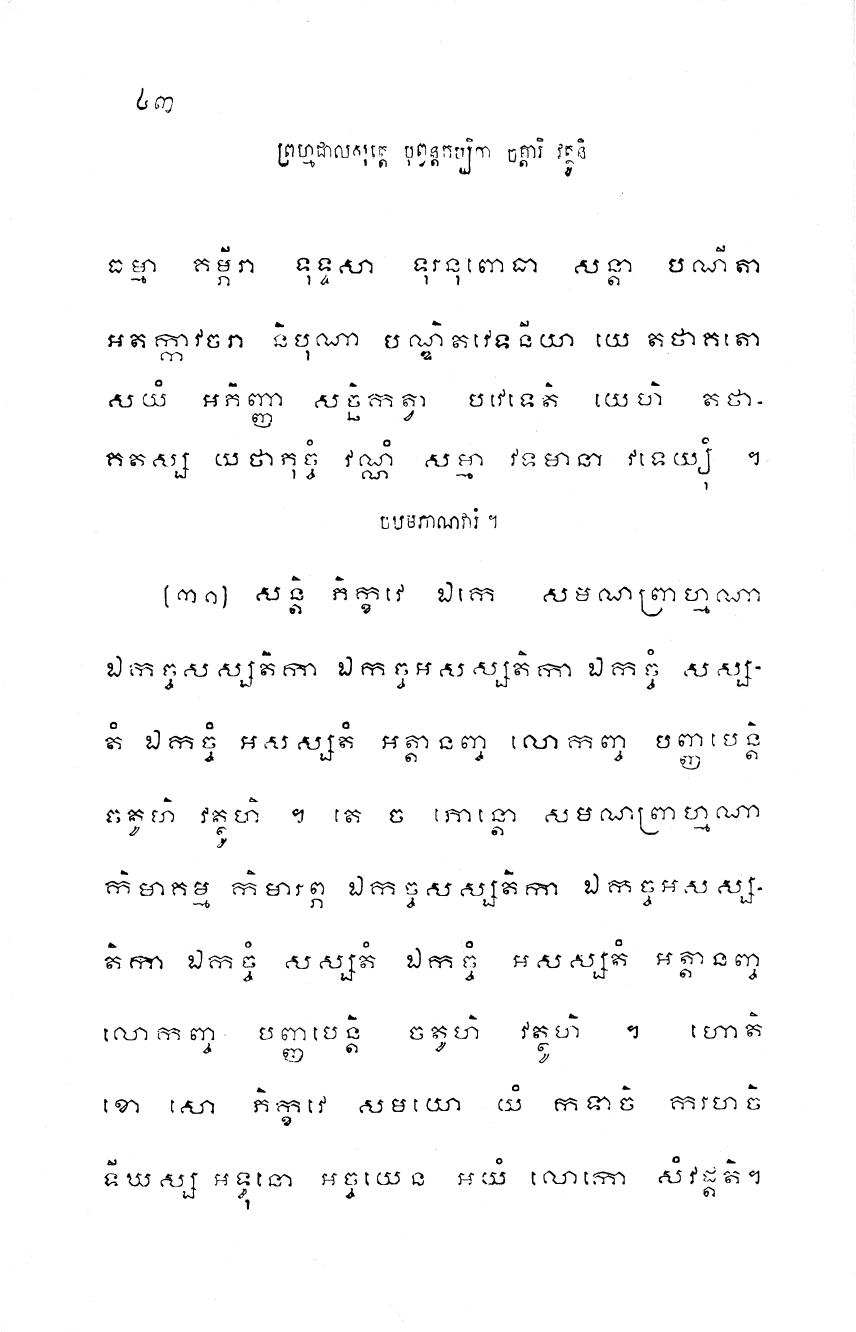 ៤៣
ព្រហ្មជាលសុត្តេ បុព្វន្តកប្បិកា ចត្តារិ វត្ថូនិ
ធម្មា គម្ភីរា ទុទ្ទសា ទុរនុពោធា សន្តា បណីតា
អតក្កាវចរា និបុណា បណ្ឌិតវេទនីយា យេ តថាគតោ
សយំ អភិញ្ញា សច្ឆិកត្វា បវេទេតិ យេហិ តថា-
គតស្ស យថាភុច្ចំ វណ្ណំ សម្មា វទមានា វទេយ្យុំ ។
បឋមភាណវារំ ។
(៣១) សន្តិ ភិក្ខវេ ឯកេ សមណព្រាហ្មណា
ឯកច្ចសស្សតិកា ឯកច្ចអសស្សតិកា ឯកច្ចំ សស្ស-
តំ ឯកច្ចំ អសស្សតំ អត្តានញ្ច លោកញ្ច បញ្ញបេន្តិ
ចតូហិ វត្ថូហិ ។ តេ ច ភោន្តោ សមណព្រាហ្មណា
កិមាគម្ម កិមារព្ភ ឯកច្ចសស្សតិកា ឯកច្ចអសស្ស-
តិកា ឯកច្ចំ សស្សតំ ឯកច្ចំ អសស្សតំ អត្តានញ្ច
លោកញ្ច បញ្ញបេន្តិ ចតូហិ វត្ថូហិ ។ ហោតិ
ខោ សោ ភិក្ខវេ សមយោ យំ កទាចិ ករហចិ
ទីឃស្ស អទ្ធុនោ អច្ចយេន អយំ លោកោ សំវដ្តតិ។